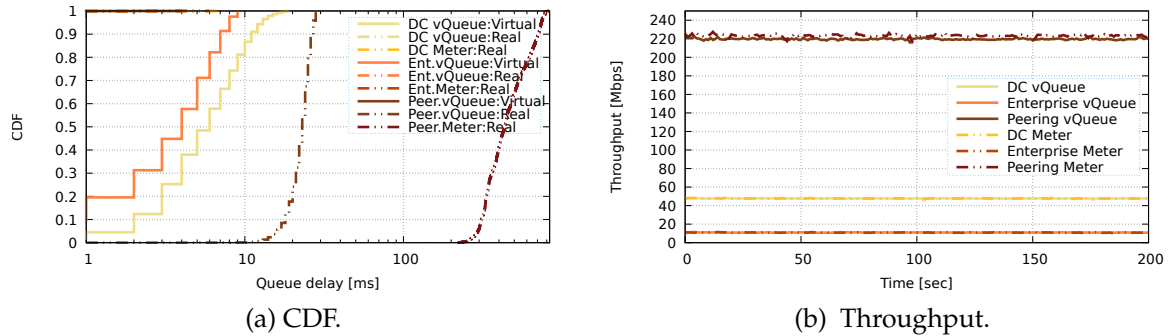 CDF
1
0.9
0.8
0.7
0.6
0.5
0.4
0.3
0.2
0.1
0
DC vQueue:Virtual
DC vQueue:Real
DC Meter:Real
Ent.vQueue:Virtual
Ent.vQueue:Real
Ent.Meter:Real
Peer.vQueue:Virtual
Peer.vQueue:Real
Peer.Meter:Real
1 10 100
Queue delay [ms]
(a) CDF.
Throughput [Mbps]
240
220
200
180
160
140
120
100
80
60
40
20
0
DC vQueue
Enterprise vQueue
Peering vQueue
DC Meter
Enterprise Meter
Peering Meter
0 50 100 150 200
Time [sec]
(b) Throughput.